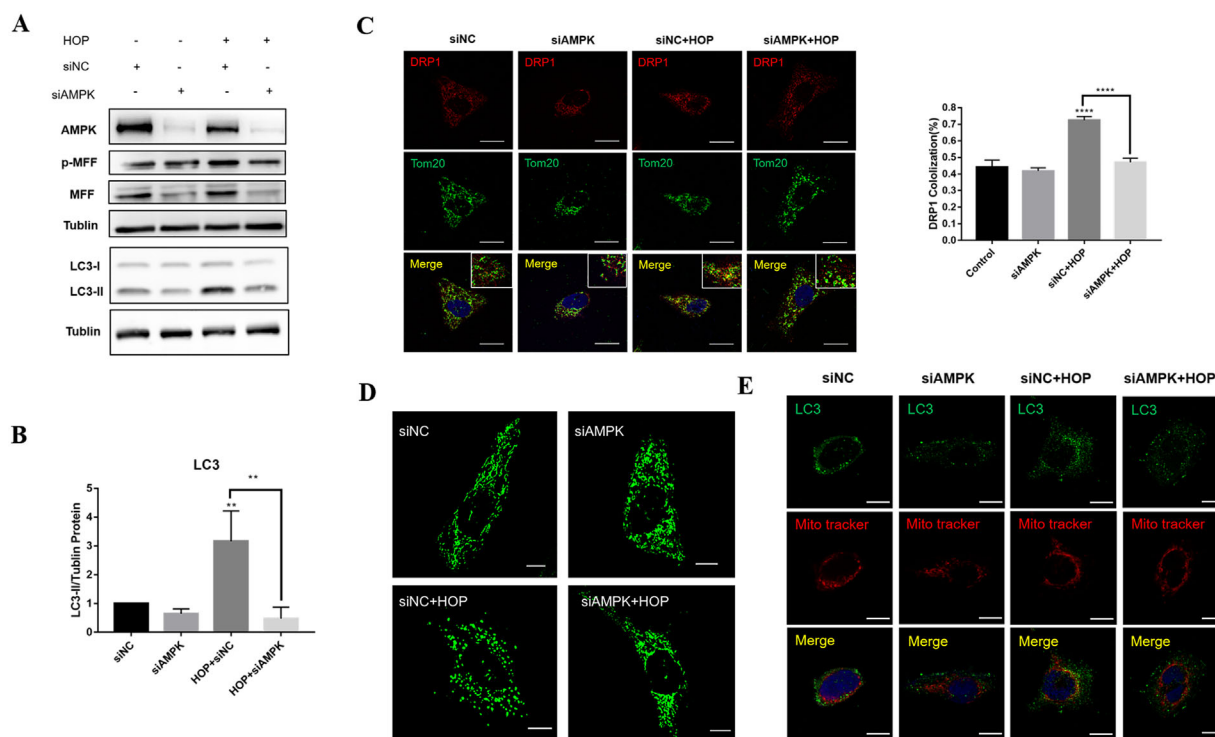 A
HOP - - + +
siNC + - + -
siAMPK - + - +
AMPK
p-MFF
MFF
Tublin
LC3-I
LC3-II
Tublin
B
LC3
LC3-II/Tublin Protein
5
4
3
2
1
0
**
**
siNC
siAMPK
HOP+siNC
HOP+siAMPK
C
siNC siAMPK siNC+HOP siAMPK+HOP
DRP1 DRP1 DRP1 DRP1
Tom20 Tom20 Tom20 Tom20
Merge Merge Merge Merge
DRP1 Cololization(%)
0.8
0.7
0.6
0.5
0.4
0.3
0.2
0.1
0.0
****
****
Control
siAMPK
siNC+HOP
siAMPK+HOP
D
siNC siAMPK
siNC+HOP siAMPK+HOP
E
siNC siAMPK siNC+HOP siAMPK+HOP
LC3 LC3 LC3 LC3
Mito tracker Mito tracker Mito tracker Mito tracker
Merge Merge Merge Merge